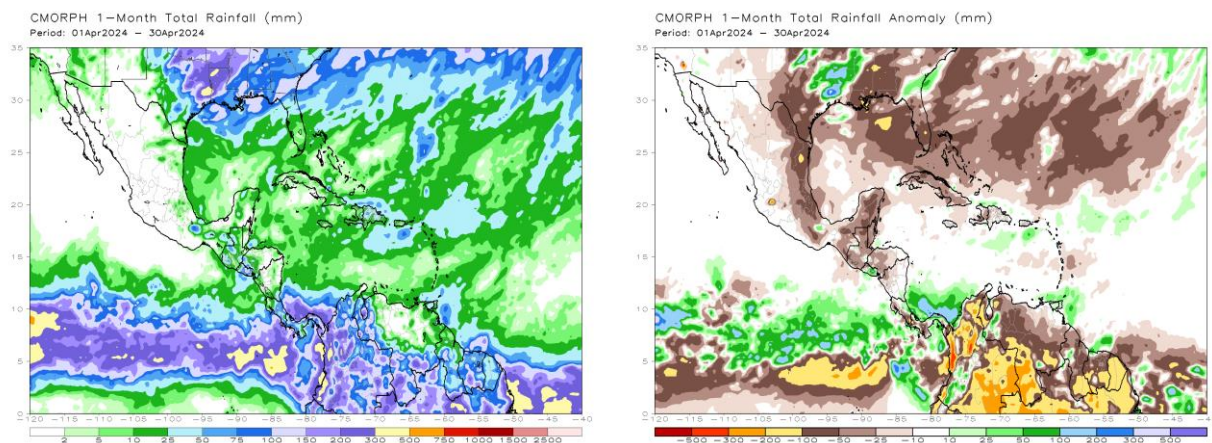 CMORPH 1-Month Total Rainfall (mm)
Period: 01Apr2024 - 30Apr2024
35
30
25
20
15
10
5
0
-120 -115 -110 -105 -100 -95 -90 -85 -80 -75 -70 -65 -60 -55 -50 -45 -40
2 5 10 25 50 75 100 150 200 300 500 750 1000 1500 2500
CMORPH 1-Month Total Rainfall Anomaly (mm)
Period: 01Apr2024 - 30Apr2024
35
30
25
20
15
10
5
0
-120 -115 -110 -105 -100 -95 -90 -85 -80 -75 -70 -65 -60 -55 -50 -45 -40
-500 -300 -200 -100 -50 -25 -10 10 25 50 100 200 300 500